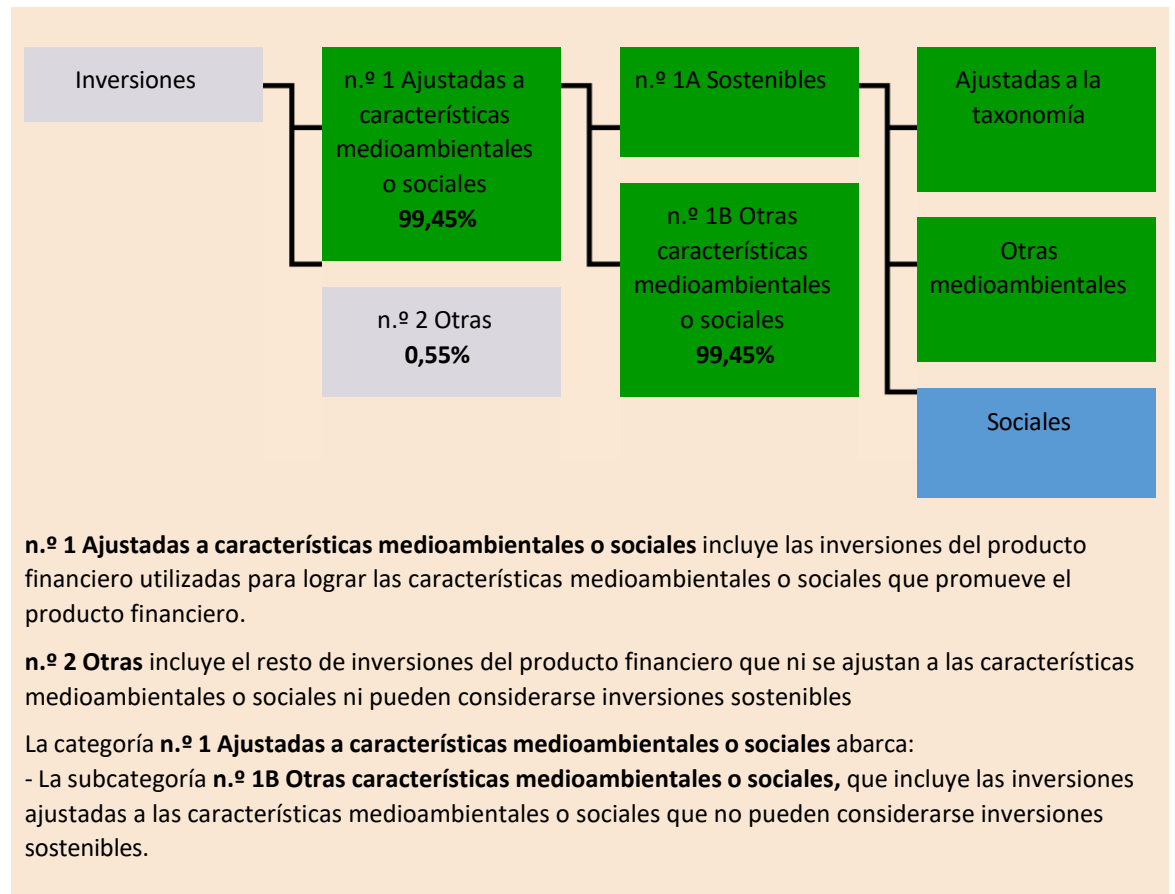 Inversiones
n.º 1 Ajustadas a
características
medioambientales
o sociales
99,45%
n.º 2 Otras
0,55%
n.º 1A Sostenibles
n.º 1B Otras
características
medioambientales
o sociales
99,45%
Ajustadas a la
taxonomía
Otras
medioambientales
Sociales
n.º 1 Ajustadas a características medioambientales o sociales incluye las inversiones del producto
financiero utilizadas para lograr las características medioambientales o sociales que promueve el
producto financiero.
n.º 2 Otras incluye el resto de inversiones del producto financiero que ni se ajustan a las características
medioambientales o sociales ni pueden considerarse inversiones sostenibles
La categoría n.º 1 Ajustadas a características medioambientales o sociales abarca:
- La subcategoría n.º 1B Otras características medioambientales o sociales, que incluye las inversiones
ajustadas a las características medioambientales o sociales que no pueden considerarse inversiones
sostenibles.